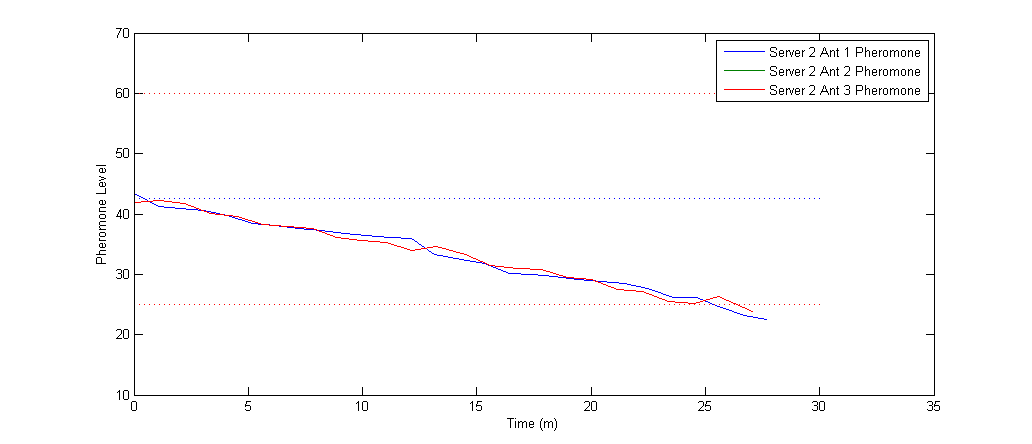 70
60
50
40
30
20
10
Pheromone Level
Server 2 Ant 1 Pheromone
Server 2 Ant 2 Pheromone
Server 2 Ant 3 Pheromone
0 5 10 15 20 25 30 35
Time (m)